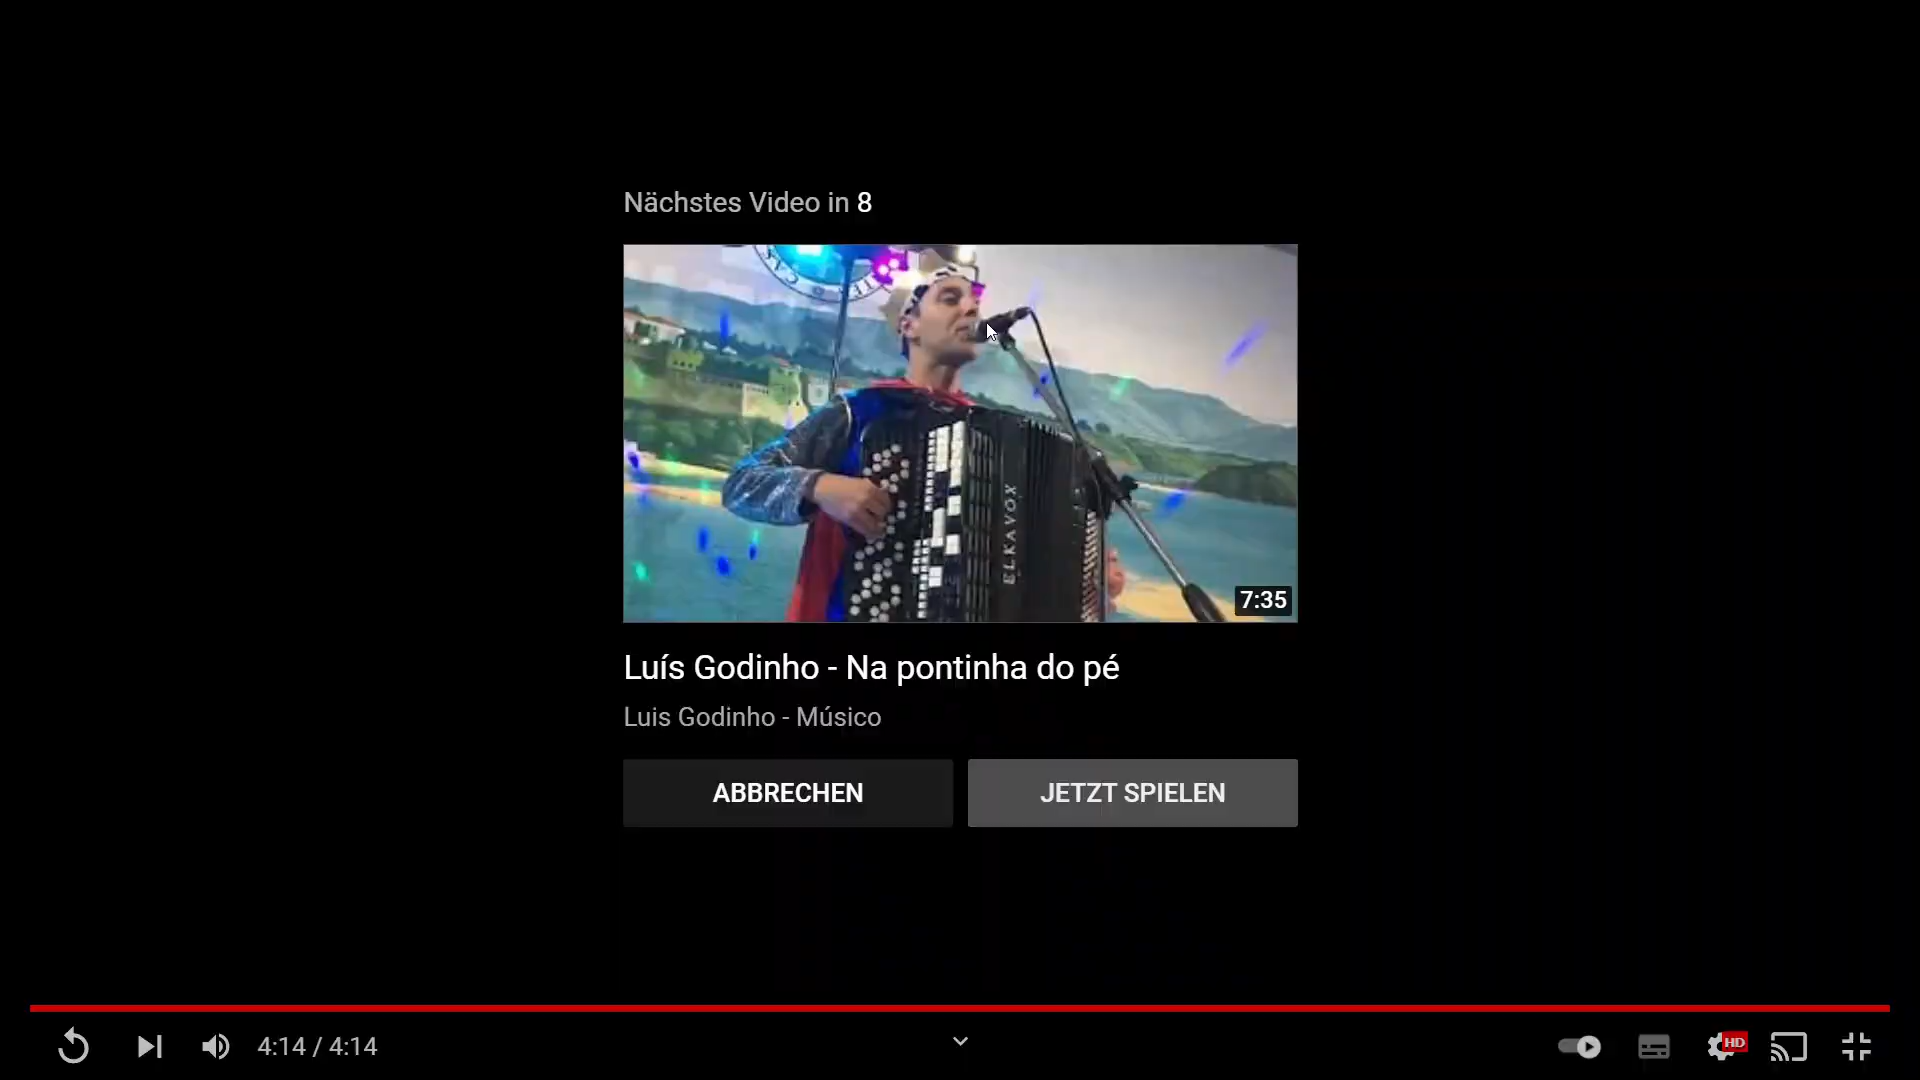 Nächstes Video in 8
ELKAVOX
7:35
Luís Godinho - Na pontinha do pé
Luis Godinho - Músico
ABBRECHEN
JETZT SPIELEN
4:14 / 4:14
HD